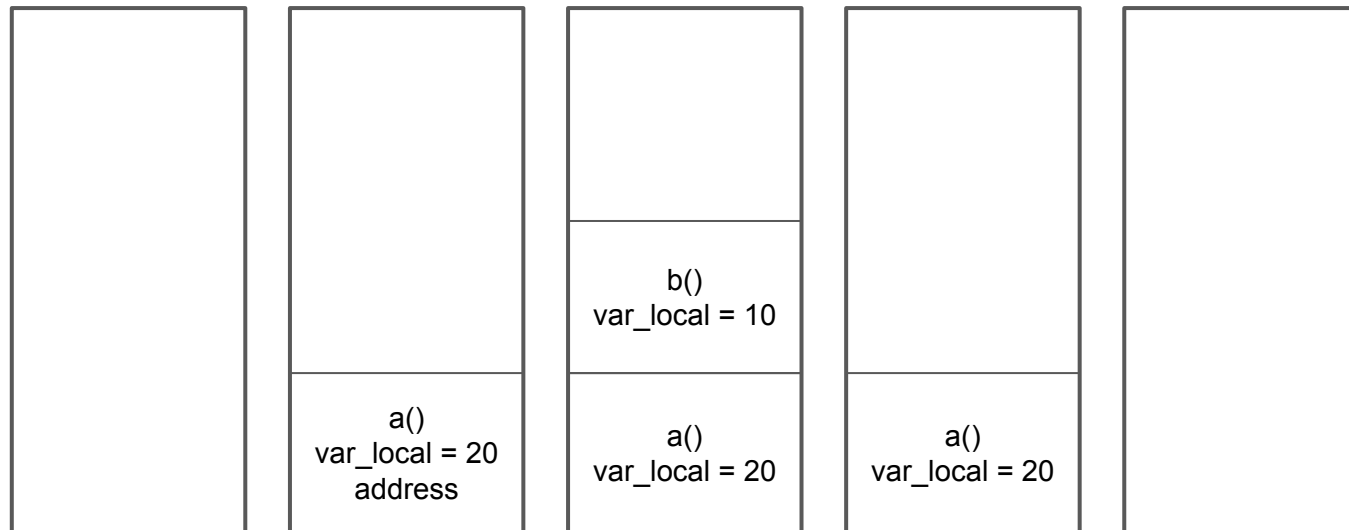 b()
var_local = 10
a()
var_local = 20
address
a()
var_local = 20
a()
var_local = 20